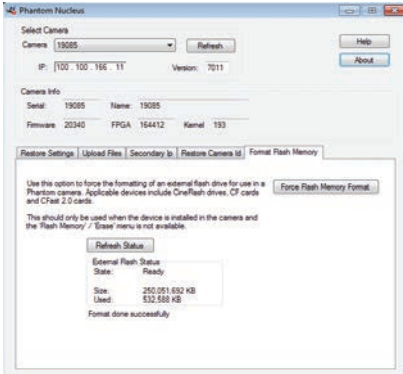 Phantom Nucleus
Select Camera
Camera 19085 Refresh Help
IP: 100 . 100 . 166 . 11 Version: 7011 About
Camera Info
Serial: 19085 Name: 19085
Firmware 20340 FPGA 164412 Kernel 193
Restore Settings Upload Files Secondary Ip Restore Camera Id Format Flash Memory
Use this option to force the formatting of an external flash drive for use in a
Phantom camera. Applicable devices include CineFlash drives, CF cards
and CFast 2.0 cards.
Force Flash Memory Format
This should only be used when the device is installed in the camera and
the 'Flash Memory' / 'Erase' menu is not available.
Refresh Status
External Flash Status
State: Ready
Size: 250,051,692 KB
Used: 532,588 KB
Format done successfully